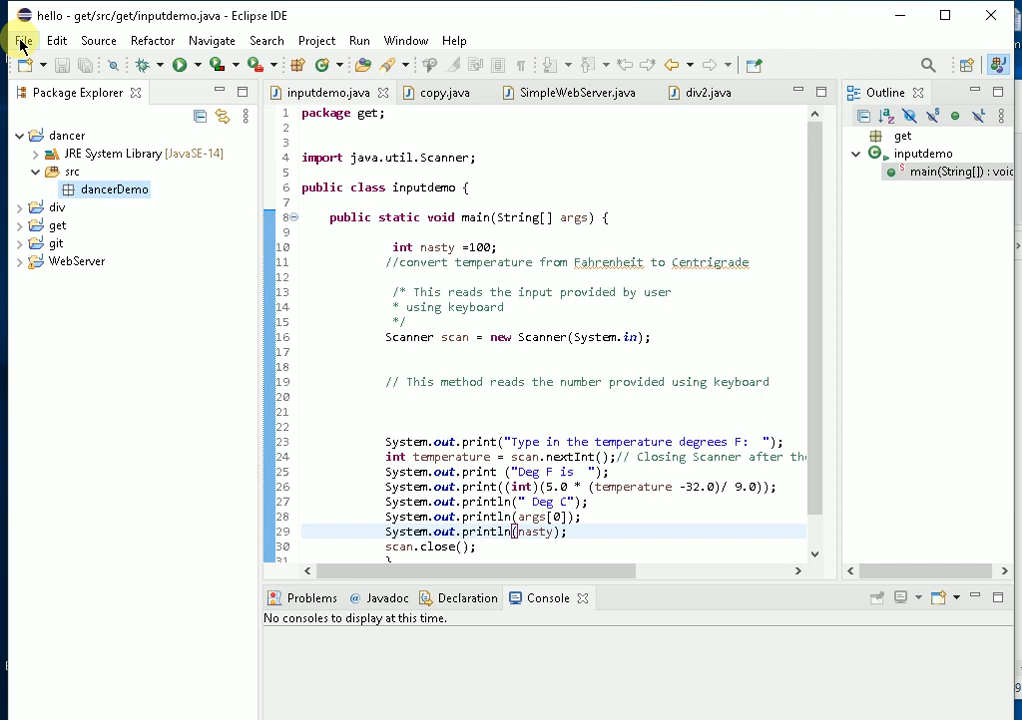 hello - get/src/get/inputdemo.java - Eclipse IDE
File Edit Source Refactor Navigate Search Project Run Window Help
Package Explorer
dancer
JRE System Library [JavaSE-14]
src
dancerDemo
div
get
git
WebServer
inputdemo.java copy.java SimpleWebServer.java div2.java
1 package get;
2
3
4 import java.util.Scanner;
5
6 public class inputdemo {
7
8 public static void main(String[] args) {
9
10 int nasty =100;
11 //convert temperature from Fahrenheit to Centrigrade
12
13 /* This reads the input provided by user
14 * using keyboard
15 */
16 Scanner scan = new Scanner(System.in);
17
18
19 // This method reads the number provided using keyboard
20
21
22
23 System.out.print("Type in the temperature degrees F:  ");
24 int temperature = scan.nextInt();// Closing Scanner after the
25 System.out.print ("Deg F is  ");
26 System.out.print((int)(5.0 * (temperature -32.0)/ 9.0));
27 System.out.println(" Deg C");
28 System.out.println(args[0]);
29 System.out.println(nasty);
30 scan.close();
31 }
Outline
get
inputdemo
main(String[]) : void
Problems Javadoc Declaration Console
No consoles to display at this time.